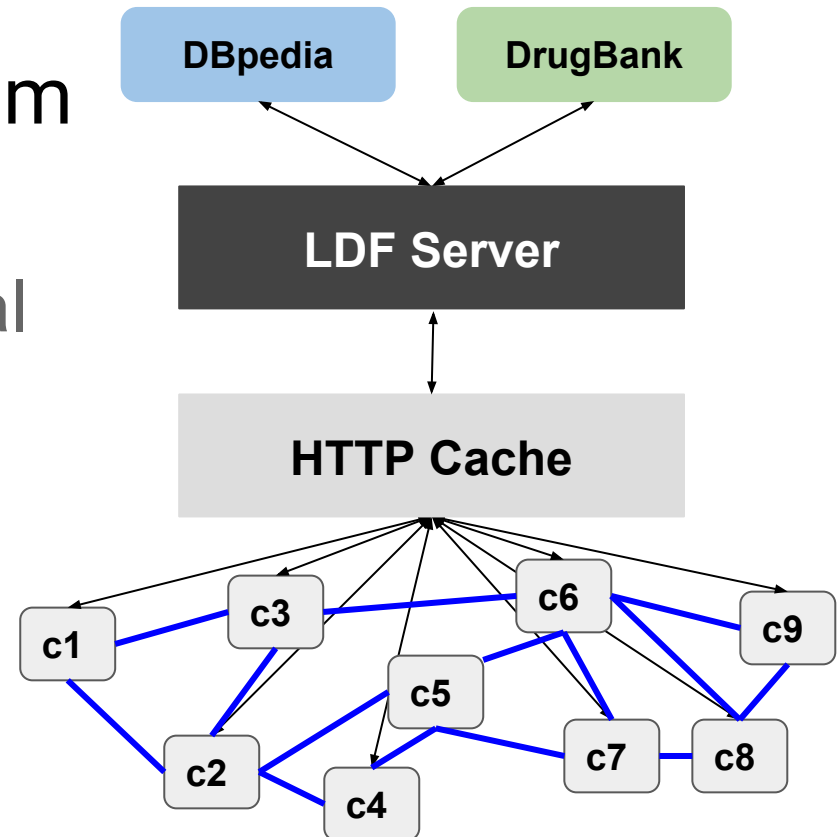 DBpedia DrugBank
m
LDF Server
al
HTTP Cache
c1 c3 c6 c9
c5
c2 c4 c7 c8